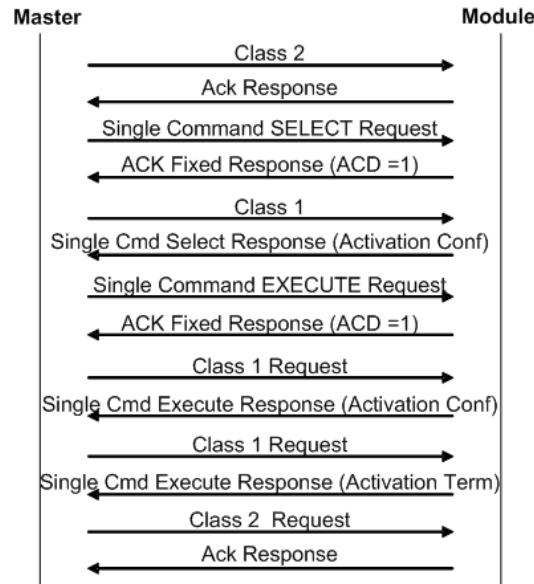 Master
Module
Class 2
Ack Response
Single Command SELECT Request
ACK Fixed Response (ACD =1)
Class 1
Single Cmd Select Response (Activation Conf)
Single Command EXECUTE Request
ACK Fixed Response (ACD =1)
Class 1 Request
Single Cmd Execute Response (Activation Conf)
Class 1 Request
Single Cmd Execute Response (Activation Term)
Class 2 Request
Ack Response